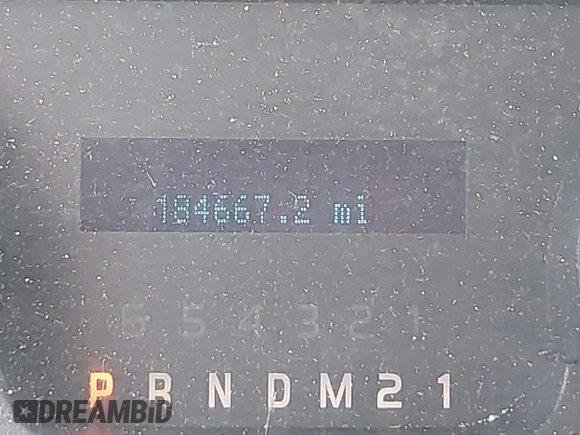 184667.2 mi
6 5 4 3 2 1
P R N D M 2 1
DREAMBID